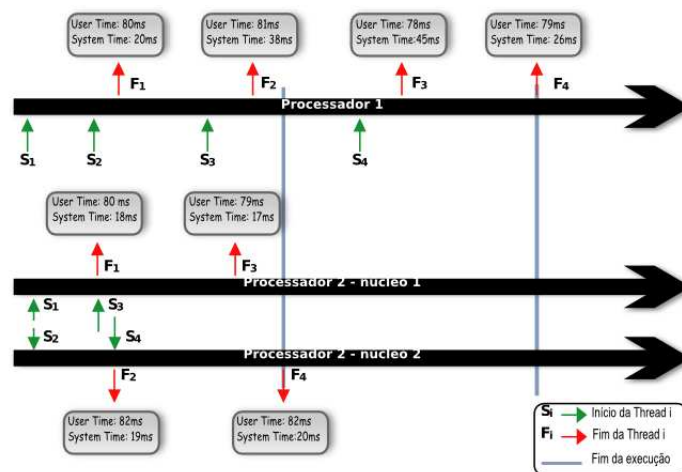 User Time: 80ms
System Time: 20ms
User Time: 81ms
System Time: 38ms
User Time: 78ms
System Time:45ms
User Time: 79ms
System Time: 26ms
F1
F2
F3
F4
Processador 1
S1
S2
S3
S4
User Time: 80 ms
System Time: 18ms
User Time: 79ms
System Time: 17ms
F1
F3
Processador 2 - núcleo 1
S1
S3
S2
S4
Processador 2 - núcleo 2
F2
F4
User Time: 82ms
System Time: 19ms
User Time: 82ms
System Time:20ms
Si
Início da Thread i
Fi
Fim da Thread i
Fim da execução